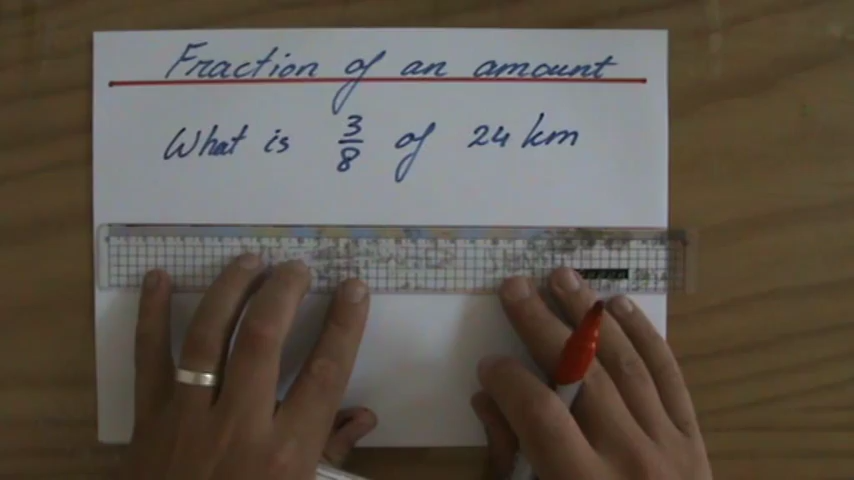 Fraction of an amount
What is 3/8 of 24 km